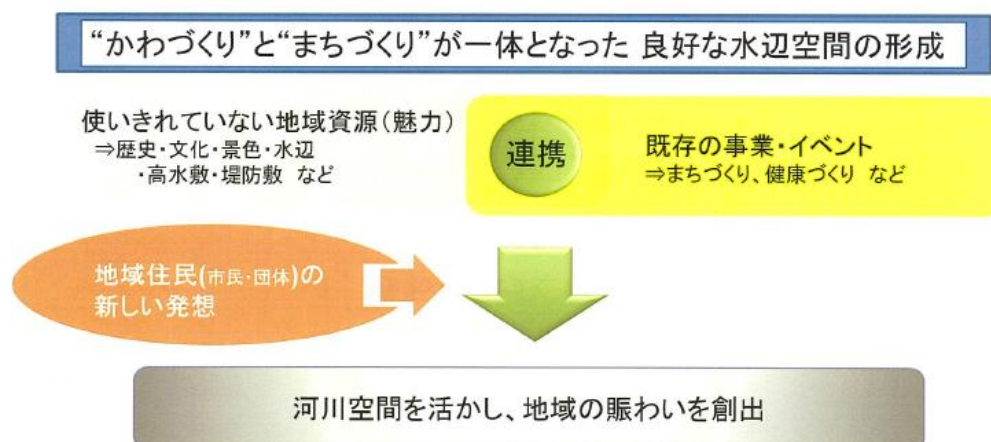 “かわづくり”と“まちづくり”が一体となった 良好な水辺空間の形成
使いきれていない地域資源（魅力）
⇒歴史・文化・景色・水辺
・高水敷・堤防敷 など
連携
既存の事業・イベント
⇒まちづくり、健康づくり など
地域住民(市民・団体)の
新しい発想
河川空間を活かし、地域の賑わいを創出